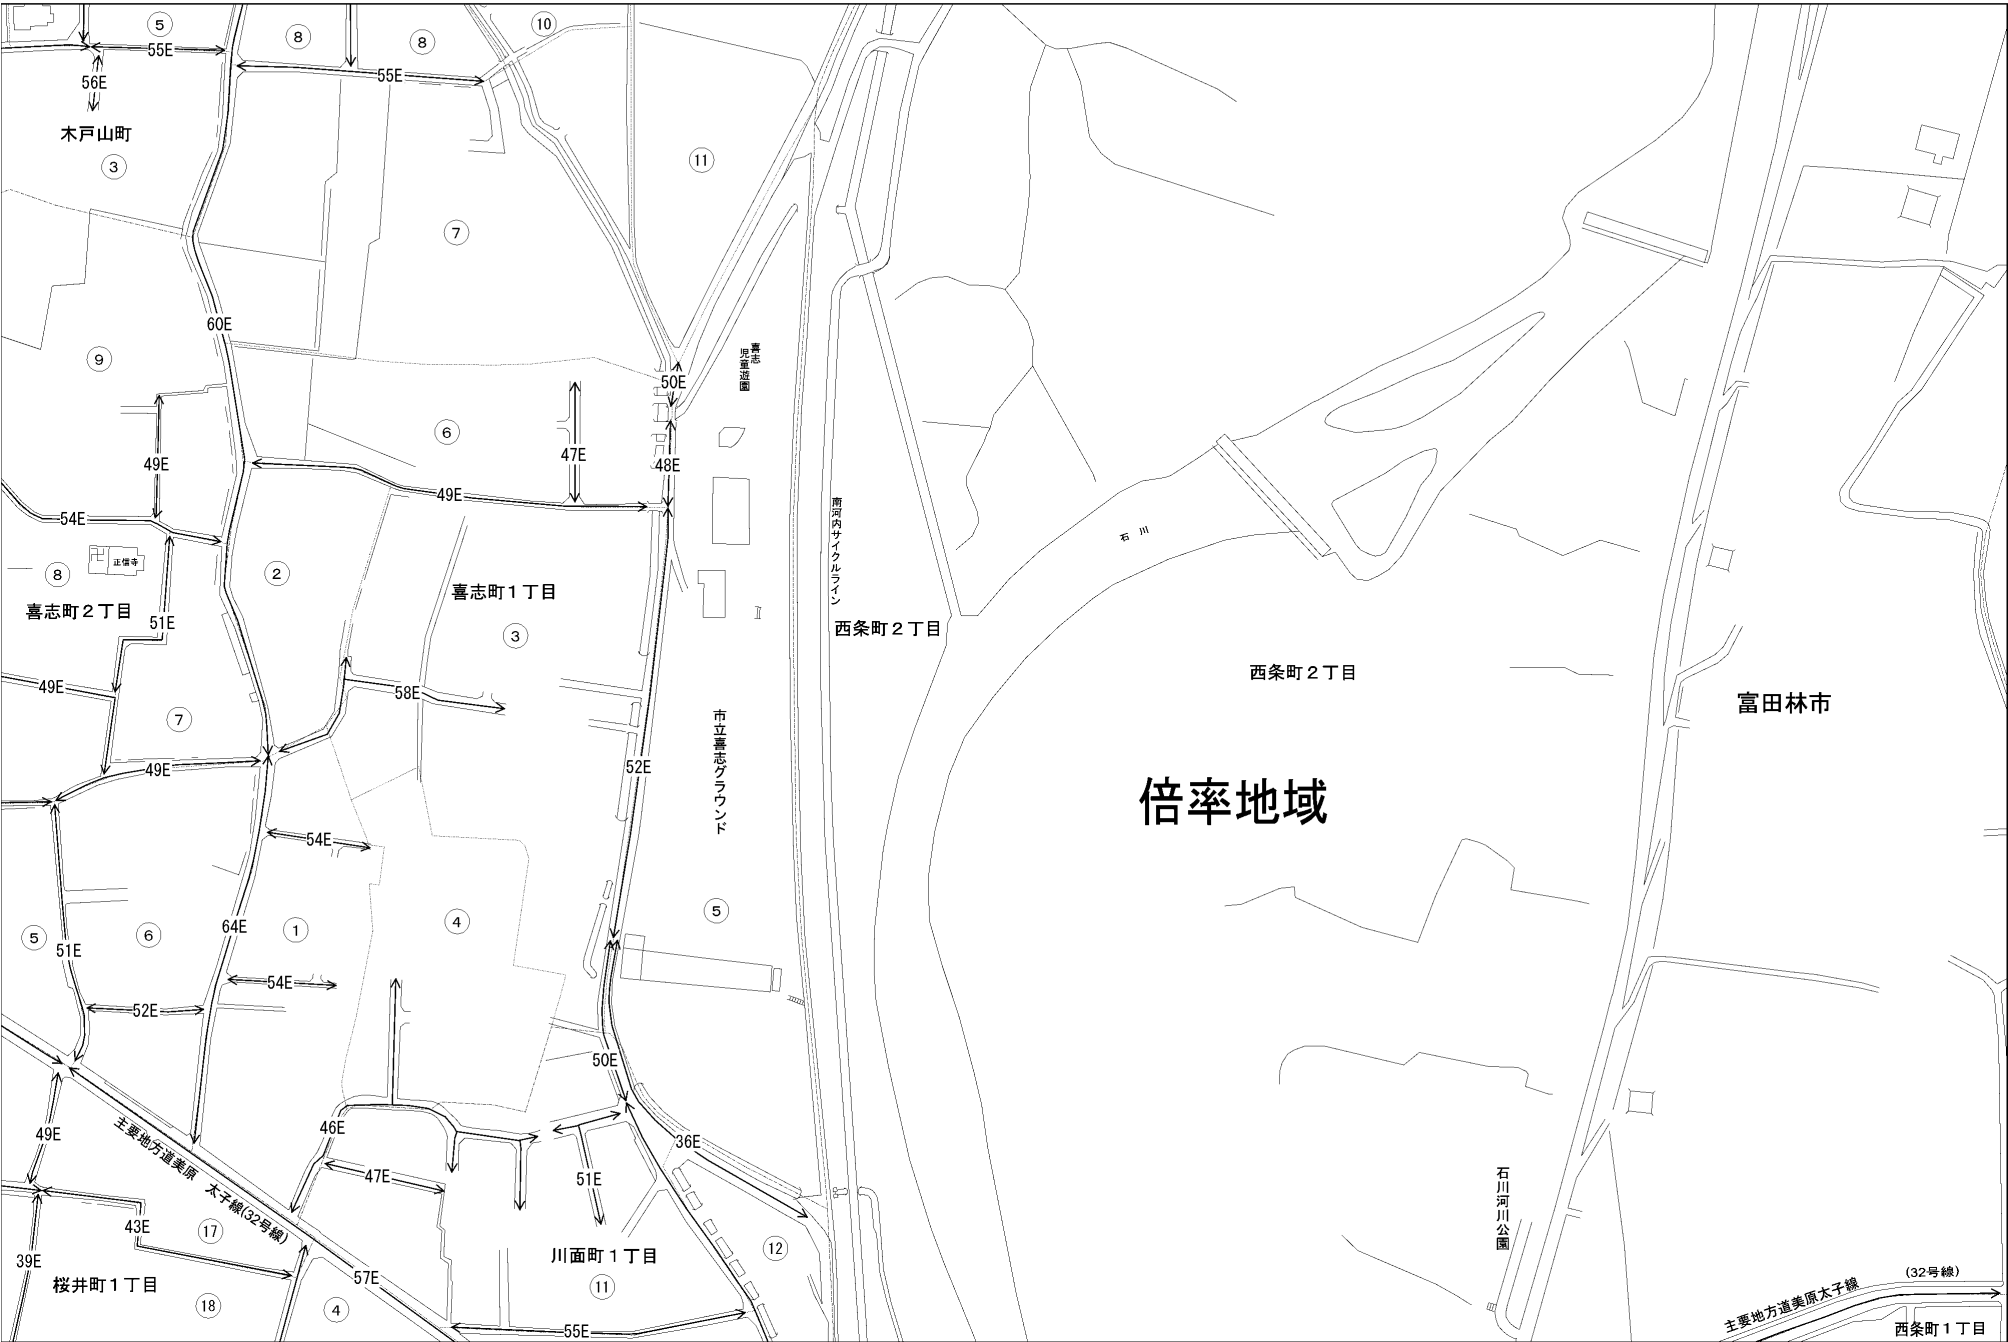 ⑤
55E
⑧
⑧
⑩
56E
55E
木戸山町
③
⑪
⑦
60E
喜志
児童遊園
⑨
50E
⑥
49E
47E
48E
49E
54E
南河内サイクルライン
石川
正信寺
⑧
②
喜志町1丁目
喜志町2丁目
51E
③
西条町2丁目
西条町2丁目
49E
58E
富田林市
⑦
市立喜志グラウンド
49E
52E
倍率地域
54E
⑤
④
64E
①
⑥
⑤
51E
54E
52E
50E
46E
49E
主要地方道美原 太子線(32号線)
36E
47E
51E
石川河川公園
43E
⑰
⑫
39E
桜井町1丁目
川面町1丁目
57E
⑪
⑱
④
55E
主要地方道美原太子線
(32号線)
西条町1丁目